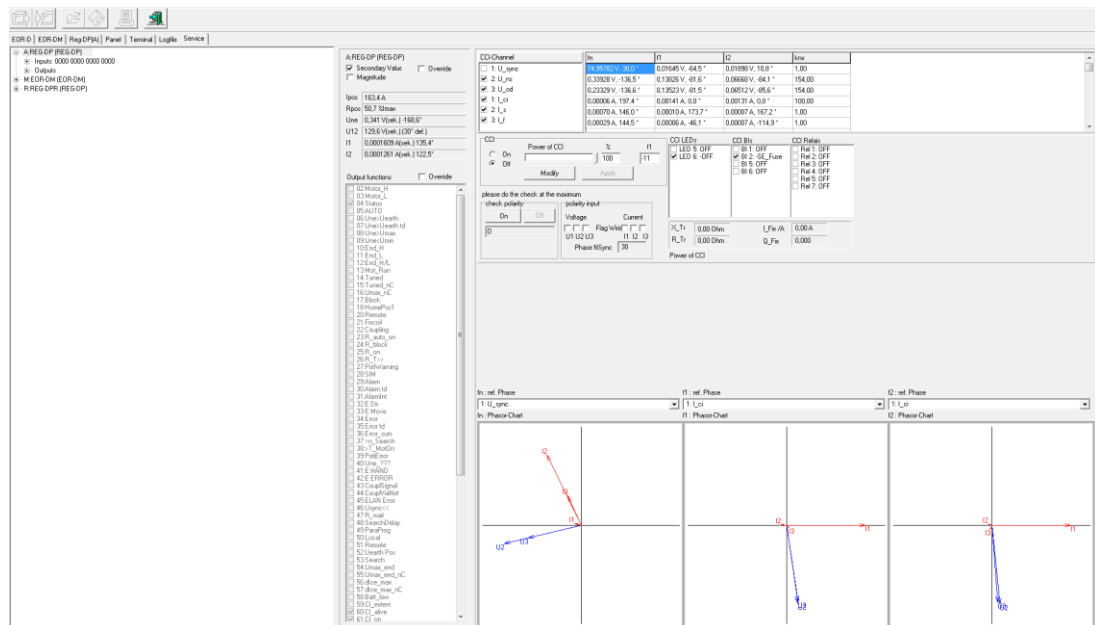 EOR-D EOR-DM Reg-DP(A) Panel Terminal Logfile Service
A:REG-DP (REG-DP)
Inputs: 0000 0000 0000 0000
Outputs
M:EOR-DM (EOR-DM)
R:REG-DPR (REG-DP)
A:REG-DP (REG-DP)
Secondary Value Override
Magnitude
Ipos 163,4 A
Rpos 50,7 %Imax
Une 0,341 V(sek.) -168,6°
U12 129,6 V(sek.) (30° def.)
I1 0,0001609 A(sek.) 135,4°
I2 0,0001261 A(sek.) 122,5°
Output functions: Override
02:Motor_H
03:Motor_L
04:Status
05:AUTO
06:Une>Uearth
07:Une>Uearth td
08:Une>Umax
09:Une<Umin
10:End_H
11:End_L
12:End_H/L
13:Mot_Run
14:Tuned
15:Tuned_nC
16:Umax_nC
17:Block
18:HomePos1
20:Remote
21:Fixcoil
22:Coupling
23:R_auto_on
24:R_block
25:R_on
26:R_T>>
27:PotiWarning
28:SIM
29:Alarm
30:Alarm td
31:AlarmInt
32:E:Dir
33:E:Move
34:Error
35:Error td
36:Error_sum
37:>n_Search
38:>T_MotOn
39:PotiError
40:Une_???
41:E:HAND
42:E:ERROR
43:CouplSignal
44:CouplVialNet
45:ELAN Error
46:Usync<<
47:R_wait
48:SearchDelay
49:ParaProg
50:Local
51:Remote
52:Uearth Pos
53:Search
54:Umax_end
55:Umax_end_nC
56:dIce_max
57:dIce_max_nC
58:Batt_low
59:CI_extern
60:CI_alive
61:CI_on
CCI-Channel fn f1 f2 knx
1: U_sync 74,95782 V, 30,0 ° 0,01645 V, -64,5 ° 0,01898 V, 10,8 ° 1,00
2: U_ns 0,33928 V, -136,5 ° 0,13826 V, -81,6 ° 0,06668 V, -84,1 ° 154,00
3: U_od 0,23329 V, -136,6 ° 0,13523 V, -81,5 ° 0,06512 V, -85,6 ° 154,00
1: I_ci 0,00006 A, 197,4 ° 0,00141 A, 0,0 ° 0,00131 A, 0,0 ° 100,00
2: I_s 0,00070 A, 146,0 ° 0,00010 A, 173,7 ° 0,00007 A, 167,2 ° 1,00
3: I_f 0,00029 A, 144,5 ° 0,00006 A, -46,1 ° 0,00007 A, -114,9 ° 1,00
CCI
On
Off
Power of CCI % f1
100 -11
Modify Apply
CCI LEDs
LED 5: OFF
LED 6: -OFF
CCI BIs
BI 1: OFF
BI 2: -SE_Fuse
BI 5: OFF
BI 6: OFF
CCI Relais
Rel 1: OFF
Rel 2: OFF
Rel 3: OFF
Rel 4: OFF
Rel 5: OFF
Rel 7: OFF
please do the check at the maximum
check polarity
On Off
0
polarity input
Voltage Current
Flag Wire
U1 U2 U3 I1 I2 I3
Phase NSync 30
X_Tr 0,00 Ohm I_Fix /A 0,00 A
R_Tr 0,00 Ohm Q_Fix 0,000
Power of CCI
fn : ref. Phase f1 : ref. Phase f2 : ref. Phase
1: U_sync 1: I_ci 1: I_ci
fn : Phasor-Chart f1 : Phasor-Chart f2 : Phasor-Chart
I2
I3
I1
U3
U2
I2
I3
I1
U2
I2
I3
I1